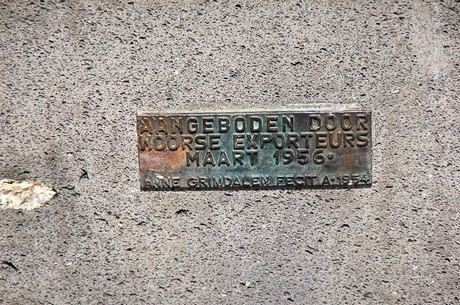 AANGEBODEN DOOR
NOORSE EXPORTEURS
MAART 1956.
ANNE GRIMDALEN FECIT A. 1954